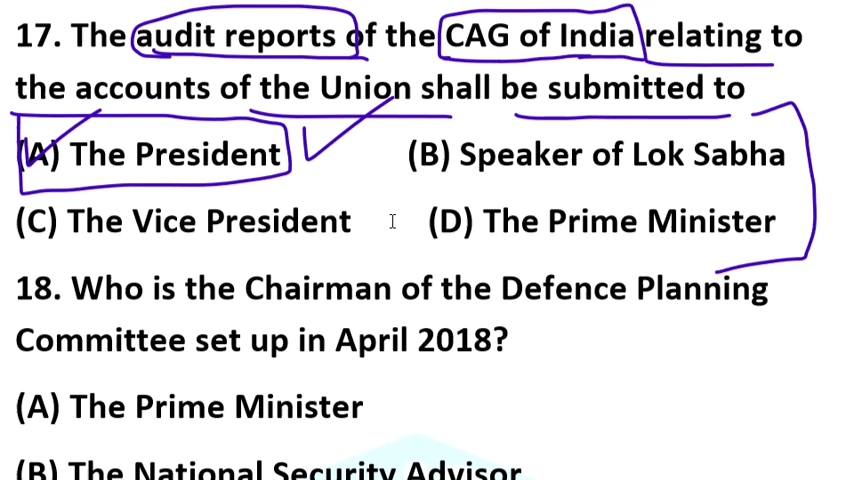 17. The audit reports of the CAG of India relating to
the accounts of the Union shall be submitted to
(A) The President (B) Speaker of Lok Sabha
(C) The Vice President (D) The Prime Minister
18. Who is the Chairman of the Defence Planning
Committee set up in April 2018?
(A) The Prime Minister
(B) The National Security Advisor